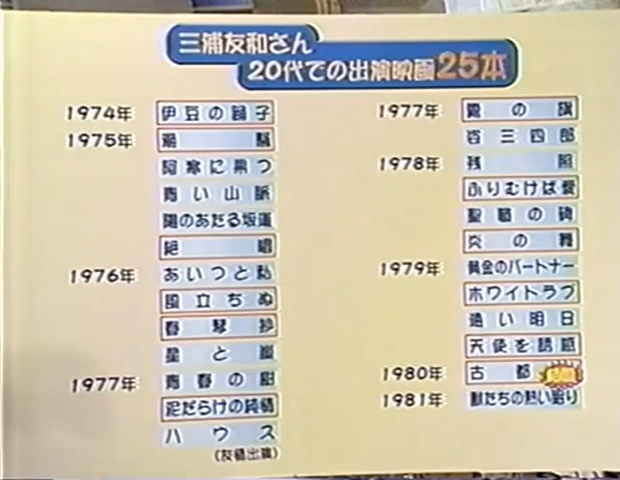 三浦友和さん
20代での出演映画25本
1974年 伊豆の踊子
1975年 潮騒
阿寒に果つ
青い山脈
陽のあたる坂道
絶唱
1976年 あいつと私
風立ちぬ
春琴抄
星と嵐
1977年 青春の
泥だらけの純情
ハウス
(友情出演)
1977年 霧の旗
姿三四郎
1978年 残照
ふりむけば愛
聖職の碑
炎の舞
1979年 黄金のパートナー
ホワイトラブ
遠い明日
天使を誘惑
1980年 古都
1981年 獣たちの熱い眠り